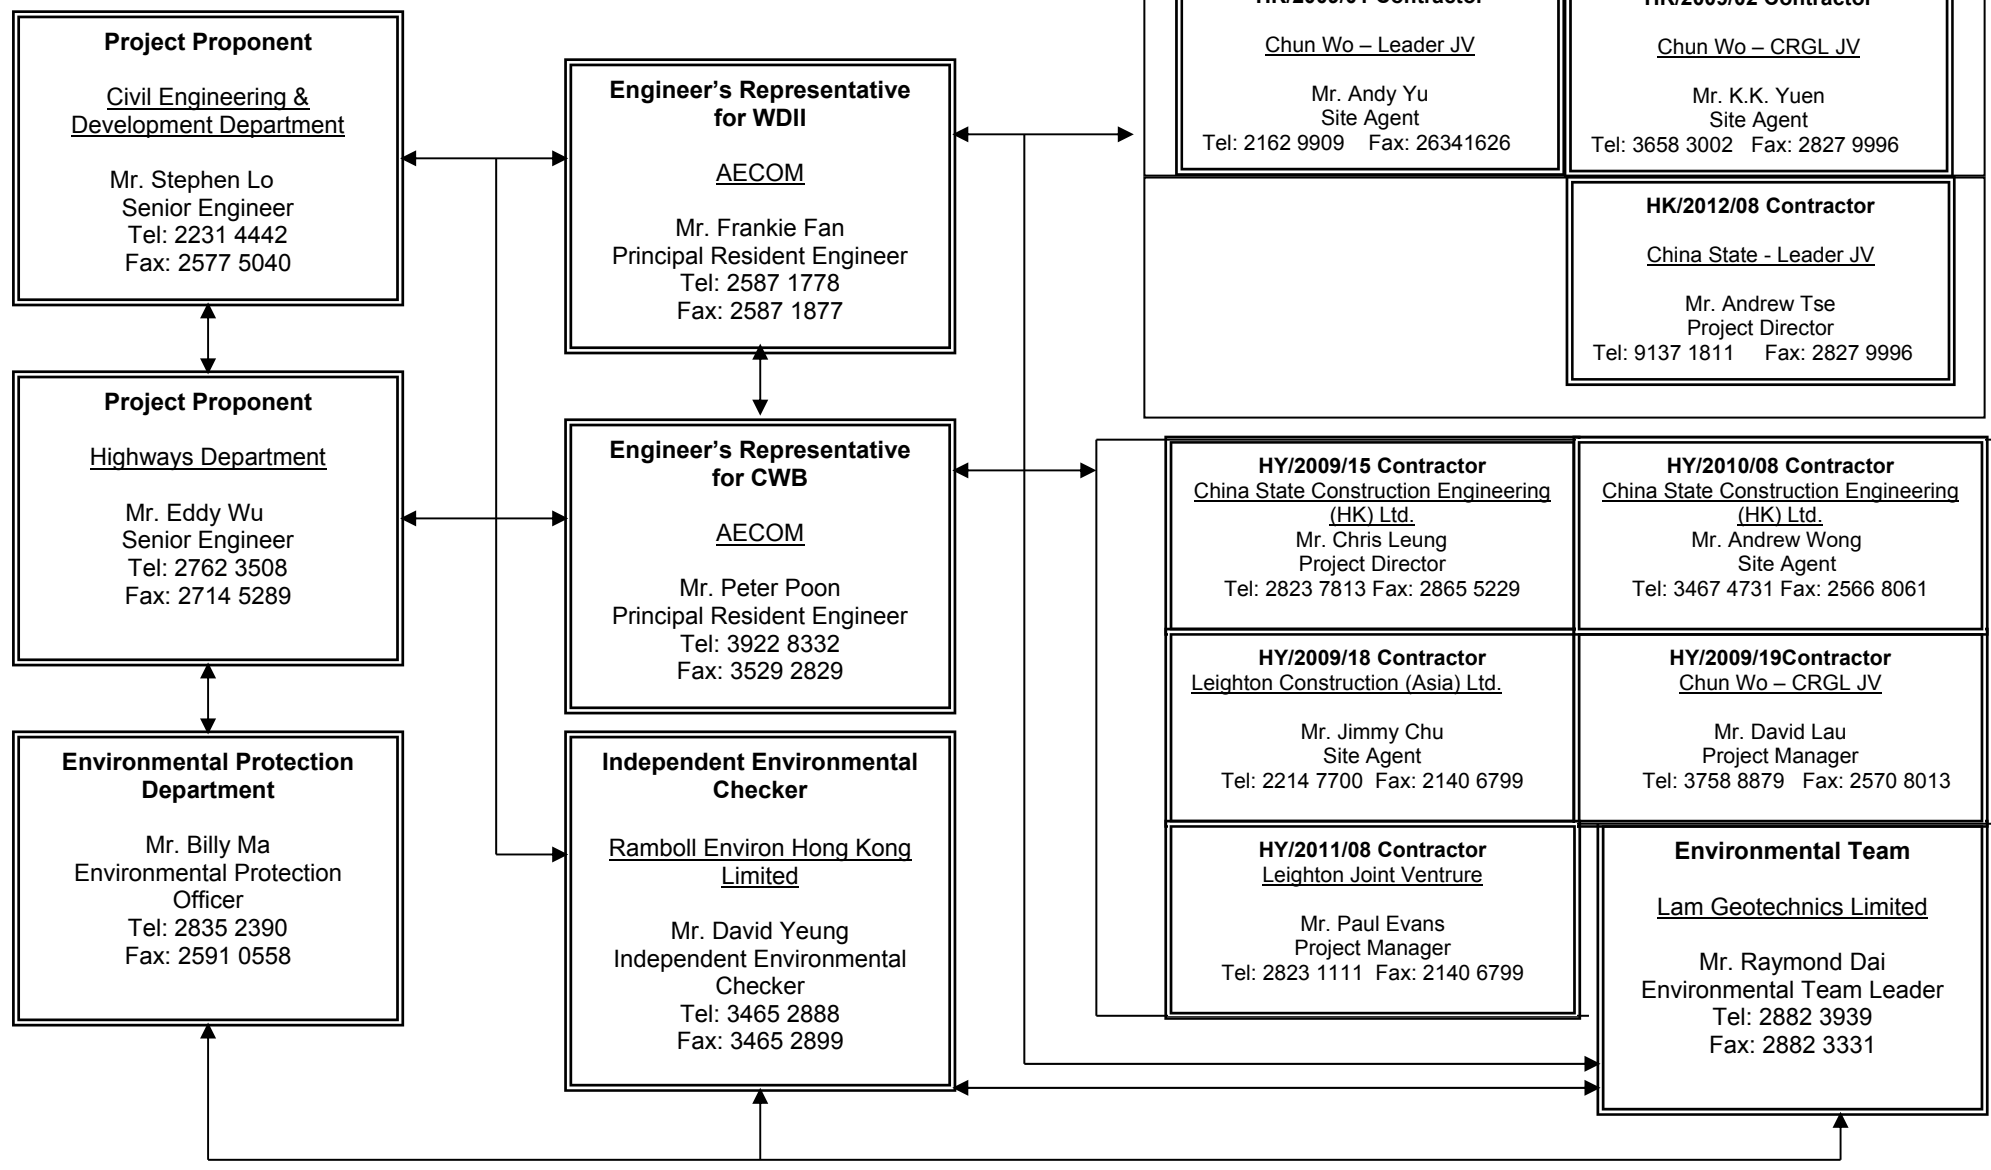 Project Proponent
Civil Engineering &
Development Department
Mr. Stephen Lo
Senior Engineer
Tel: 2231 4442
Fax: 2577 5040
Project Proponent
Highways Department
Mr. Eddy Wu
Senior Engineer
Tel: 2762 3508
Fax: 2714 5289
Environmental Protection
Department
Mr. Billy Ma
Environmental Protection
Officer
Tel: 2835 2390
Fax: 2591 0558
Engineer’s Representative
for WDII
AECOM
Mr. Frankie Fan
Principal Resident Engineer
Tel: 2587 1778
Fax: 2587 1877
Engineer’s Representative
for CWB
AECOM
Mr. Peter Poon
Principal Resident Engineer
Tel: 3922 8332
Fax: 3529 2829
Independent Environmental
Checker
Ramboll Environ Hong Kong
Limited
Mr. David Yeung
Independent Environmental
Checker
Tel: 3465 2888
Fax: 3465 2899
HK/2009/01 Contractor
Chun Wo – Leader JV
Mr. Andy Yu
Site Agent
Tel: 2162 9909 Fax: 26341626
HK/2009/02 Contractor
Chun Wo – CRGL JV
Mr. K.K. Yuen
Site Agent
Tel: 3658 3002 Fax: 2827 9996
HK/2012/08 Contractor
China State - Leader JV
Mr. Andrew Tse
Project Director
Tel: 9137 1811 Fax: 2827 9996
HY/2009/15 Contractor
China State Construction Engineering
(HK) Ltd.
Mr. Chris Leung
Project Director
Tel: 2823 7813 Fax: 2865 5229
HY/2010/08 Contractor
China State Construction Engineering
(HK) Ltd.
Mr. Andrew Wong
Site Agent
Tel: 3467 4731 Fax: 2566 8061
HY/2009/18 Contractor
Leighton Construction (Asia) Ltd.
Mr. Jimmy Chu
Site Agent
Tel: 2214 7700 Fax: 2140 6799
HY/2009/19Contractor
Chun Wo – CRGL JV
Mr. David Lau
Project Manager
Tel: 3758 8879 Fax: 2570 8013
HY/2011/08 Contractor
Leighton Joint Ventrure
Mr. Paul Evans
Project Manager
Tel: 2823 1111 Fax: 2140 6799
Environmental Team
Lam Geotechnics Limited
Mr. Raymond Dai
Environmental Team Leader
Tel: 2882 3939
Fax: 2882 3331